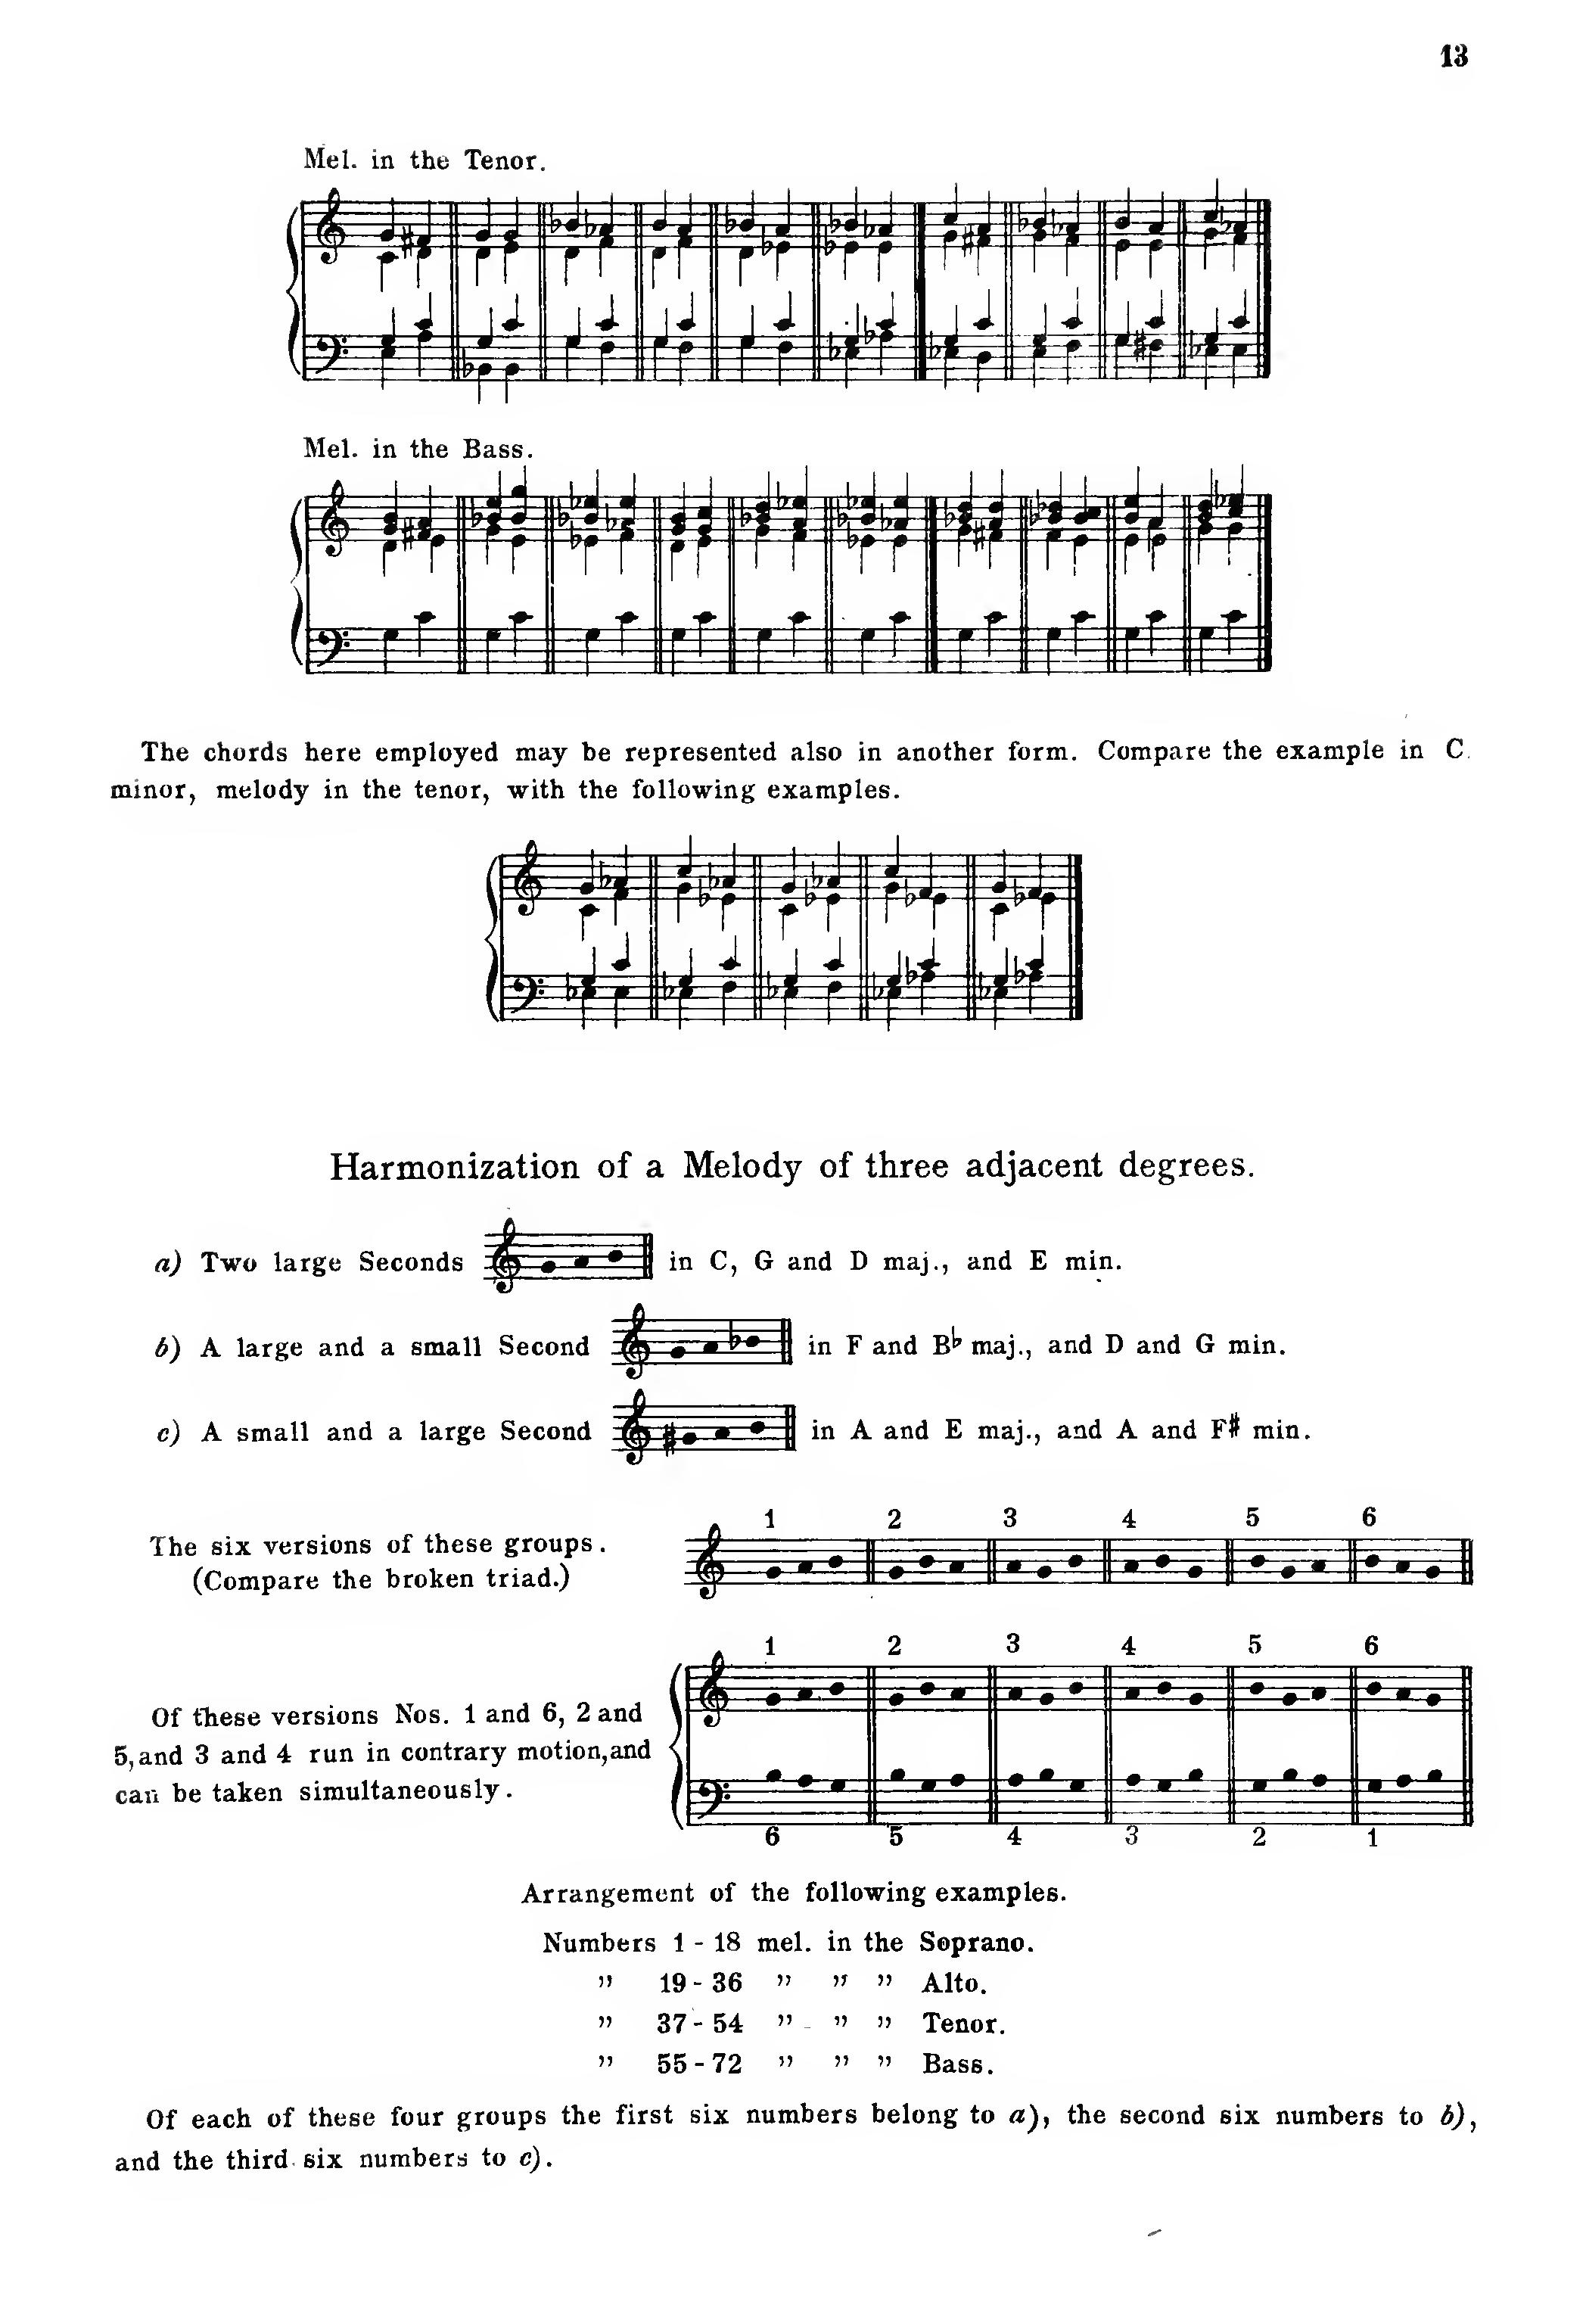 13
Mel. in the Tenor.
Mel. in the Bass.
The chords here employed may be represented also in another form. Compare the example in C
minor, melody in the tenor, with the following examples.
Harmonization of a Melody of three adjacent degrees.
a) Two large Seconds in C, G and D maj., and E min.
b) A large and a small Second in F and B♭ maj., and D and G min.
c) A small and a large Second in A and E maj., and A and F♯ min.
1 2 3 4 5 6
The six versions of these groups.
(Compare the broken triad.)
1 2 3 4 5 6
Of these versions Nos. 1 and 6, 2 and
5, and 3 and 4 run in contrary motion, and
can be taken simultaneously.
6 5 4 3 2 1
Arrangement of the following examples.
Numbers 1 - 18 mel. in the Soprano.
" 19 - 36 " " " Alto.
" 37 - 54 " " " Tenor.
" 55 - 72 " " " Bass.
Of each of these four groups the first six numbers belong to a), the second six numbers to b),
and the third six numbers to c).